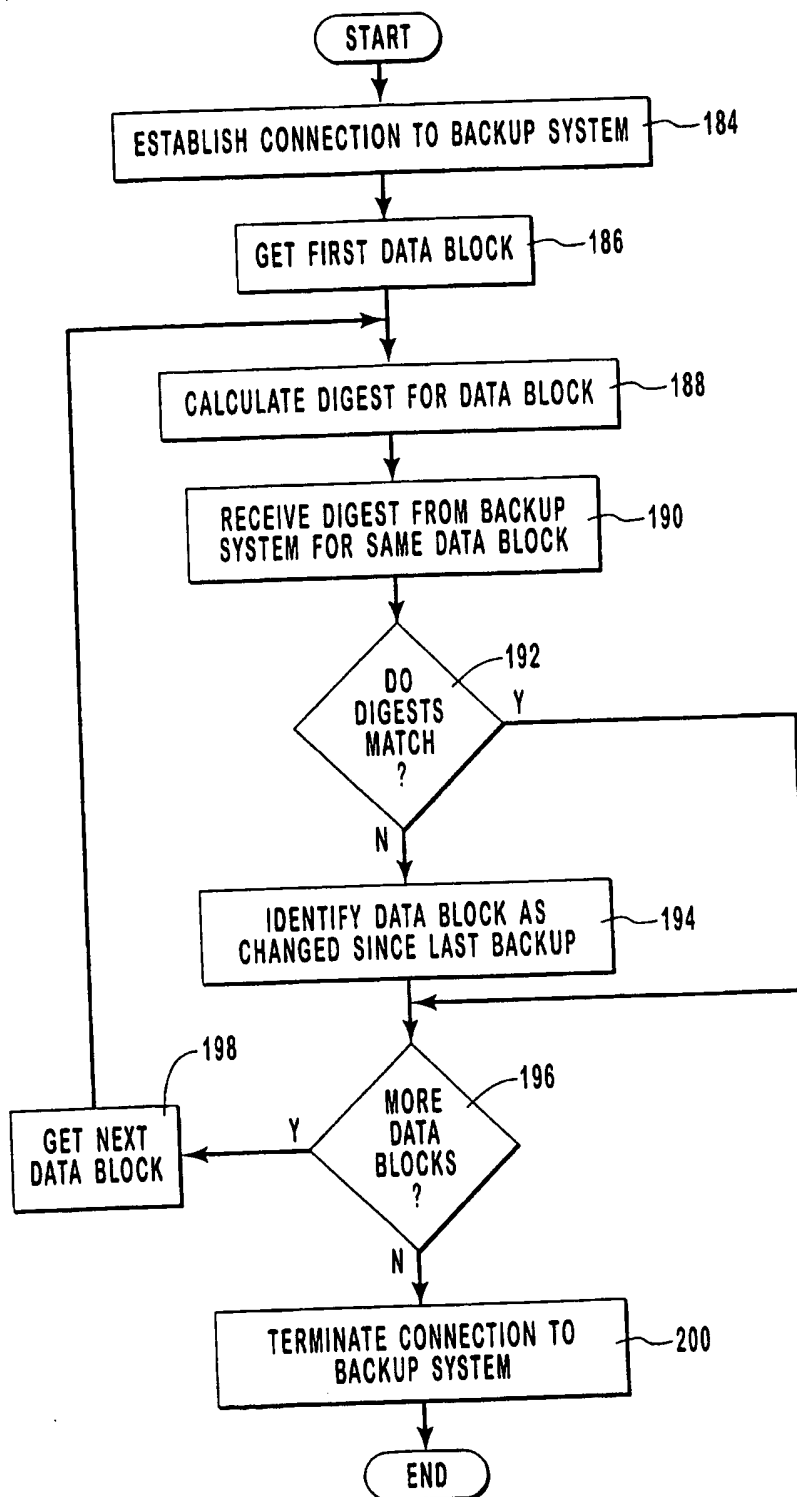 START
ESTABLISH CONNECTION TO BACKUP SYSTEM
184
GET FIRST DATA BLOCK
186
CALCULATE DIGEST FOR DATA BLOCK
188
RECEIVE DIGEST FROM BACKUP
SYSTEM FOR SAME DATA BLOCK
190
DO
DIGESTS
MATCH
?
192
Y
N
IDENTIFY DATA BLOCK AS
CHANGED SINCE LAST BACKUP
194
MORE
DATA
BLOCKS
?
196
Y
198
GET NEXT
DATA BLOCK
N
TERMINATE CONNECTION TO
BACKUP SYSTEM
200
END